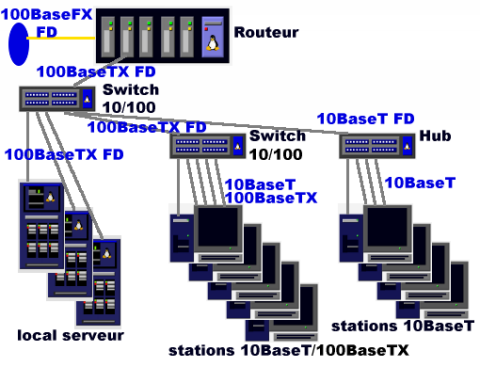 100BaseFX
FD
Routeur
100BaseTX FD
Switch
10/100
100BaseTX FD
10BaseT FD
Switch
10/100
Hub
100BaseTX FD
10BaseT
100BaseTX
10BaseT
local serveur
stations 10BaseT
stations 10BaseT/100BaseTX